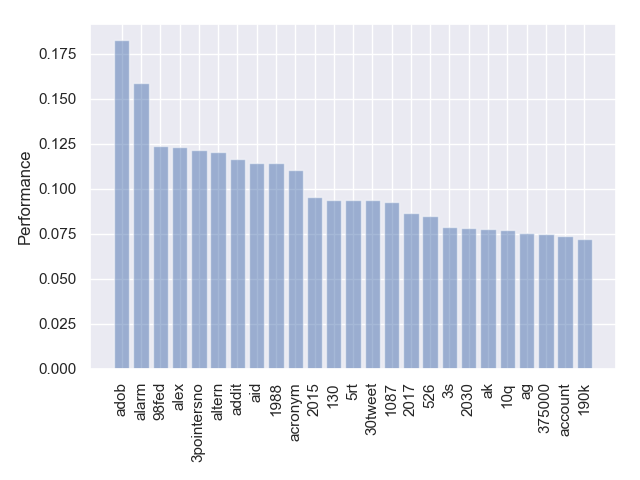 0.175
0.150
0.125
0.100
0.075
0.050
0.025
0.000
Performance
adob
alarm
98fed
alex
3pointersno
altern
addit
aid
1988
acronym
2015
130
5rt
30tweet
1087
2017
526
3s
2030
ak
10q
ag
375000
account
190k